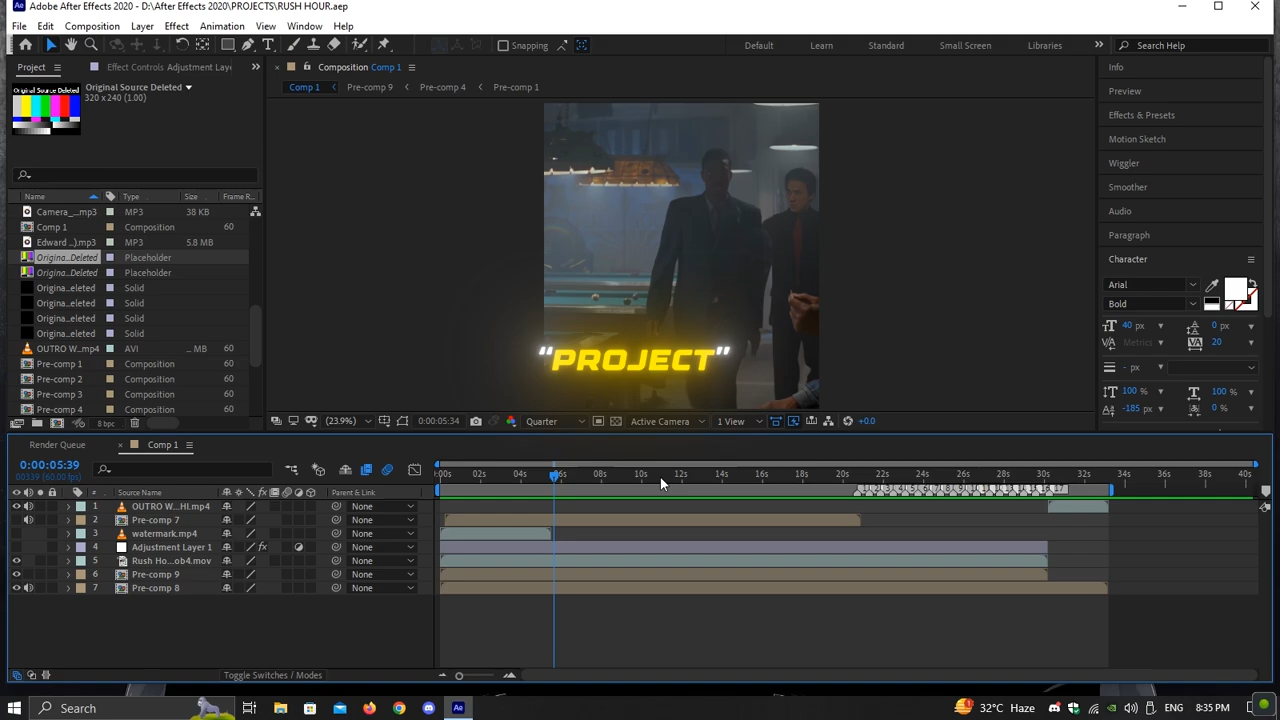 Adobe After Effects 2020 - D:\After Effects 2020\PROJECTS\RUSH HOUR.aep
File Edit Composition Layer Effect Animation View Window Help
Snapping Default Learn Standard Small Screen Libraries Search Help
Project Effect Controls Adjustment Laye
Original Source Deleted
320 x 240 (1.00)
Name Type Size Frame R...
Camera_...mp3 MP3 38 KB
Comp 1 Composition 60
Edward ...).mp3 MP3 5.8 MB
Origina...Deleted Placeholder
Origina...Deleted Placeholder
Origina...eleted Solid
Origina...eleted Solid
Origina...eleted Solid
Origina...eleted Solid
OUTRO W...mp4 AVI ... MB 60
Pre-comp 1 Composition 60
Pre-comp 2 Composition 60
Pre-comp 3 Composition 60
Pre-comp 4 Composition 60
8 bpc
Composition Comp 1
Comp 1 Pre-comp 9 Pre-comp 4 Pre-comp 1
"PROJECT"
(23.9%) 0:00:05:34 Quarter Active Camera 1 View +0.0
Info
Preview
Effects & Presets
Motion Sketch
Wiggler
Smoother
Audio
Paragraph
Character
Arial
Bold
40 px 0 px
Metrics 20
- px
100 % 100 %
-185 px 0 %
Render Queue Comp 1
0:00:05:39
00339 (60.00 fps)
:00s 02s 04s 06s 08s 10s 12s 14s 16s 18s 20s 22s 24s 26s 28s 30s 32s 34s 36s 38s 40s
# Source Name Parent & Link
1 OUTRO W...HI.mp4 None
2 Pre-comp 7 None
3 watermark.mp4 None
4 Adjustment Layer 1 fx None
5 Rush Ho...ob4.mov None
6 Pre-comp 9 None
7 Pre-comp 8 None
Toggle Switches / Modes
Search 32°C Haze ENG 8:35 PM